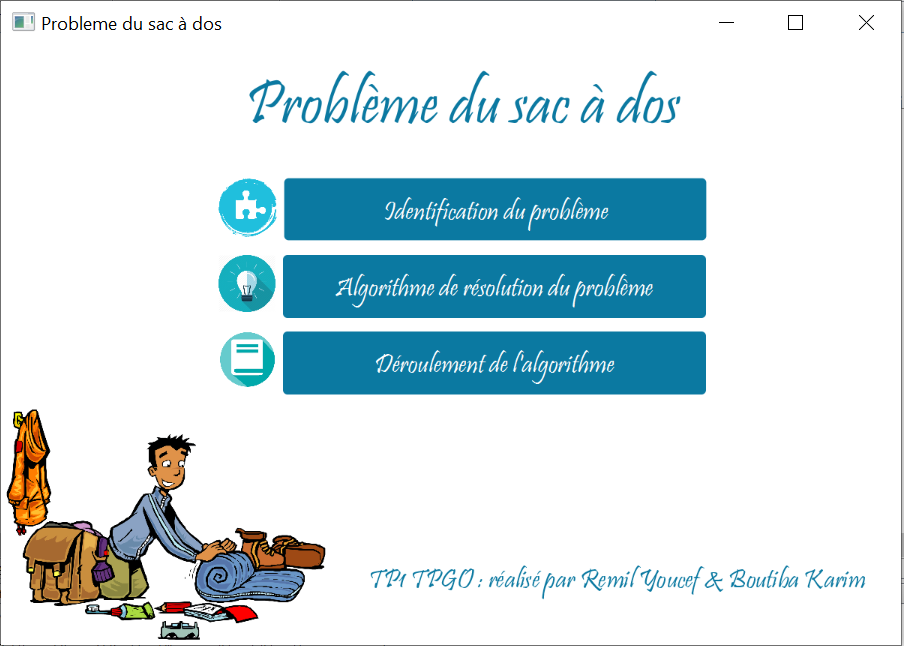 Probleme du sac à dos
Problème du sac à dos
Identification du problème
Algorithme de résolution du problème
Déroulement de l'algorithme
TP1 TPGO : réalisé par Remil Youcef & Boutiba Karim